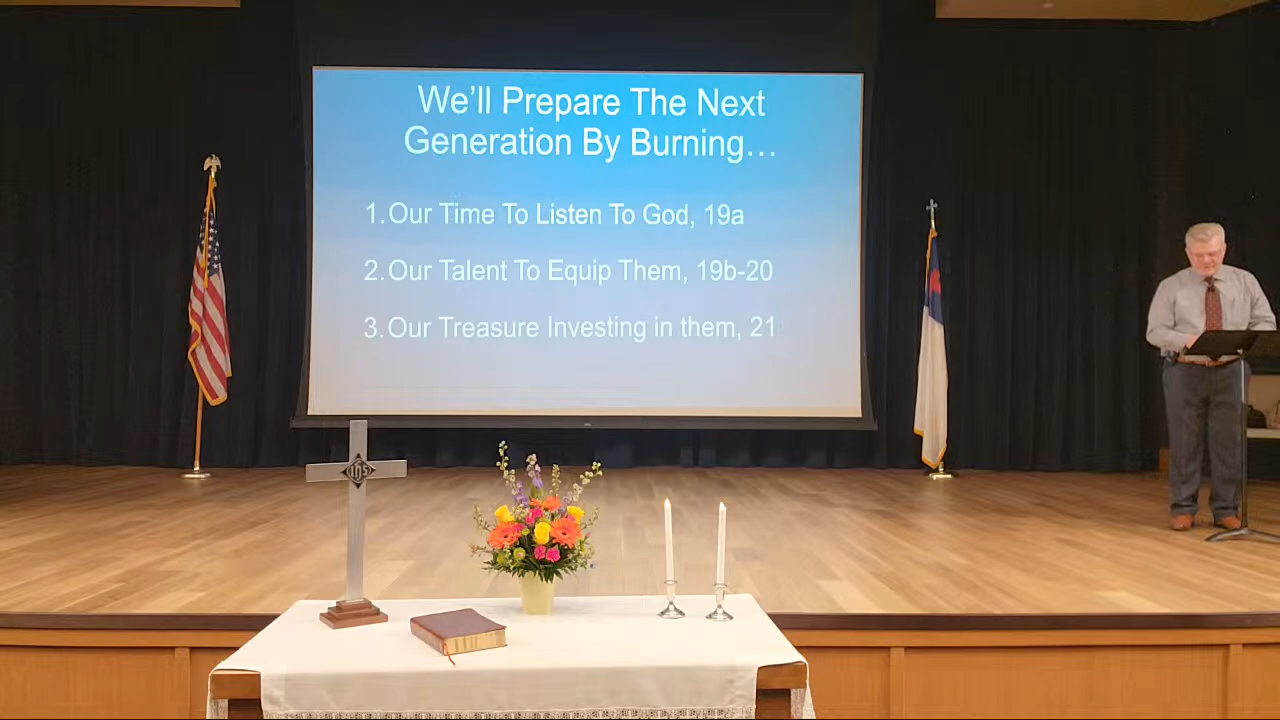 We'll Prepare The Next
Generation By Burning…
1. Our Time To Listen To God, 19a
2. Our Talent To Equip Them, 19b-20
3. Our Treasure Investing in them, 21
IHS